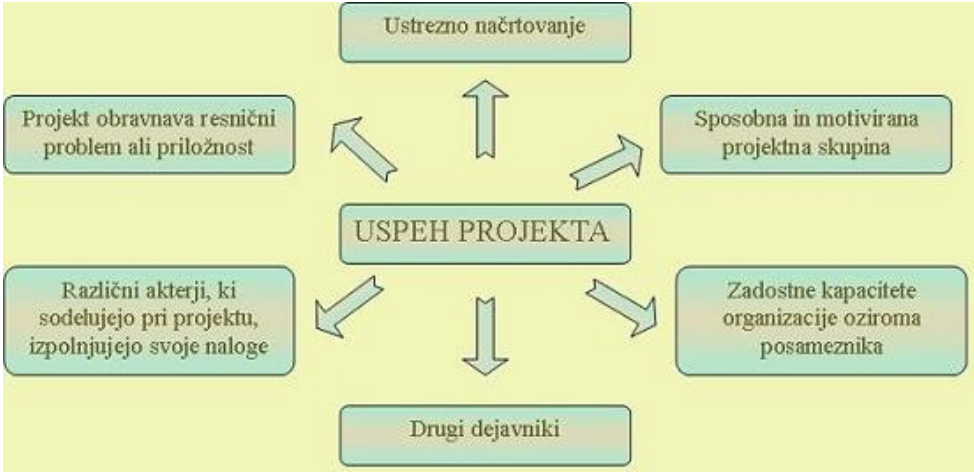 Ustrezno načrtovanje
Projekt obravnava resnični
problem ali priložnost
Sposobna in motivirana
projektna skupina
USPEH PROJEKTA
Različni akterji, ki
sodelujejo pri projektu,
izpolnjujejo svoje naloge
Zadostne kapacitete
organizacije oziroma
posameznika
Drugi dejavniki